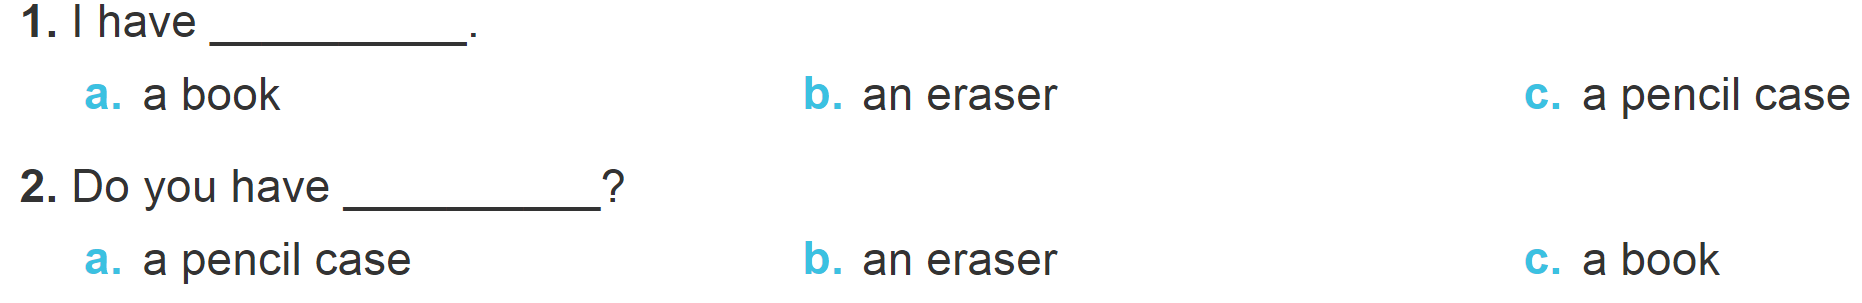 1. I have __________.
a. a book b. an eraser c. a pencil case
2. Do you have __________?
a. a pencil case b. an eraser c. a book